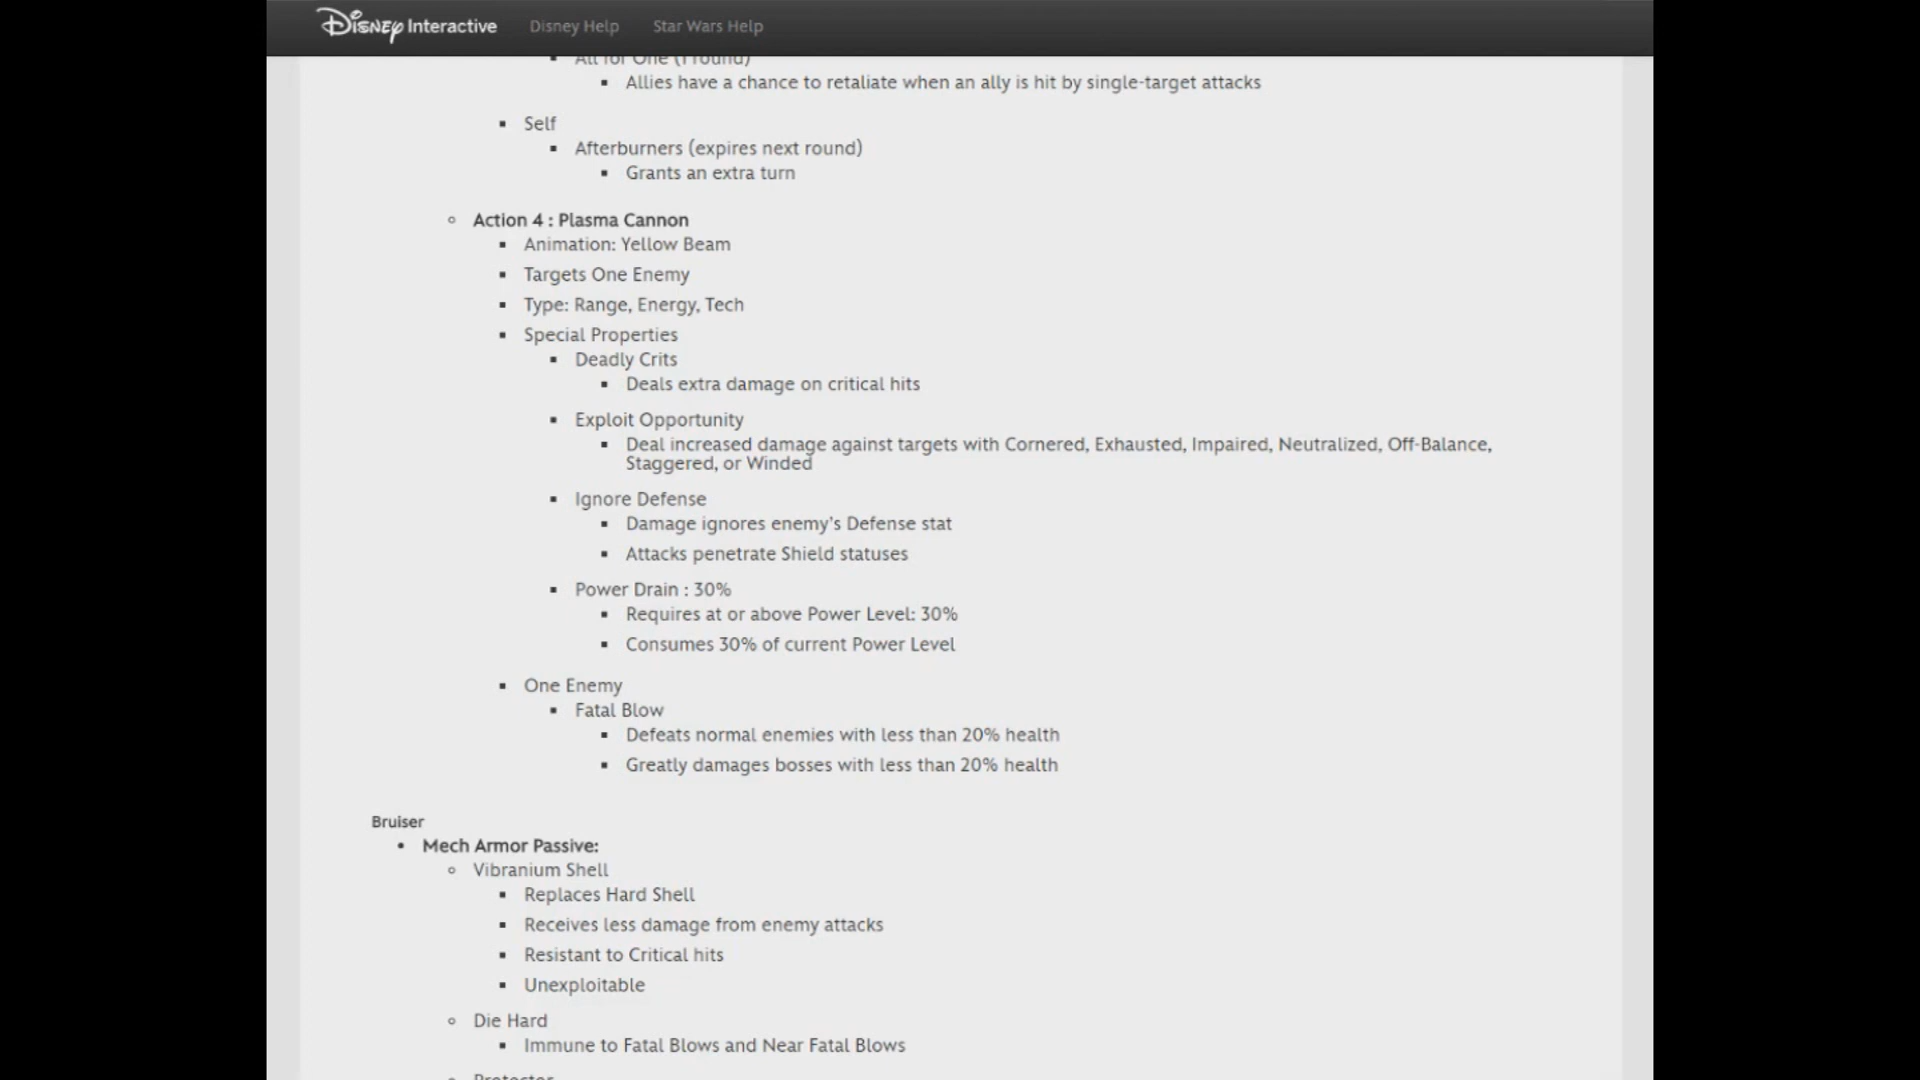 Disney Interactive Disney Help Star Wars Help
All for One (1 round)
Allies have a chance to retaliate when an ally is hit by single-target attacks
Self
Afterburners (expires next round)
Grants an extra turn
Action 4 : Plasma Cannon
Animation: Yellow Beam
Targets One Enemy
Type: Range, Energy, Tech
Special Properties
Deadly Crits
Deals extra damage on critical hits
Exploit Opportunity
Deal increased damage against targets with Cornered, Exhausted, Impaired, Neutralized, Off-Balance,
Staggered, or Winded
Ignore Defense
Damage ignores enemy's Defense stat
Attacks penetrate Shield statuses
Power Drain : 30%
Requires at or above Power Level: 30%
Consumes 30% of current Power Level
One Enemy
Fatal Blow
Defeats normal enemies with less than 20% health
Greatly damages bosses with less than 20% health
Bruiser
Mech Armor Passive:
Vibranium Shell
Replaces Hard Shell
Receives less damage from enemy attacks
Resistant to Critical hits
Unexploitable
Die Hard
Immune to Fatal Blows and Near Fatal Blows
Protector